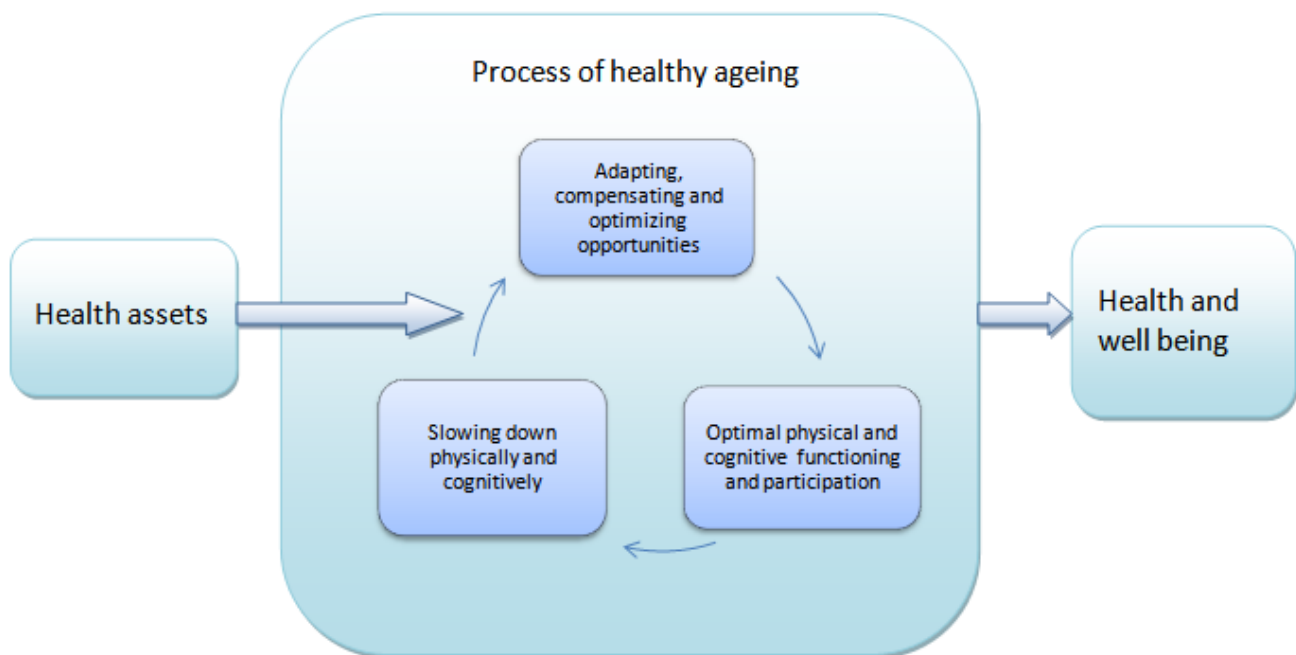 Process of healthy ageing
Adapting,
compensating and
optimizing
opportunities
Health assets
Health and
well being
Slowing down
physically and
cognitively
Optimal physical and
cognitive functioning
and participation